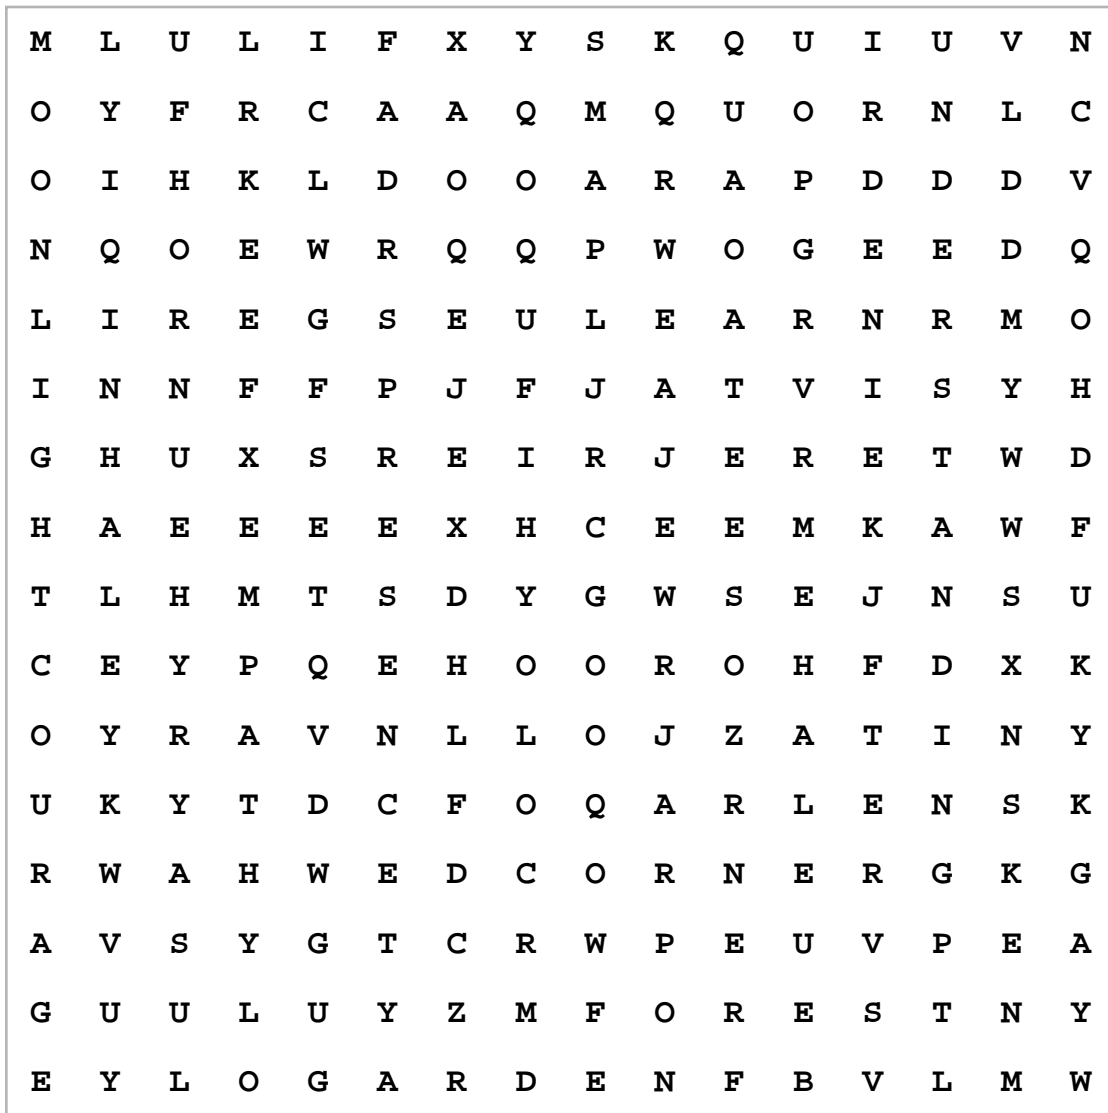 M L U L I F X Y S K Q U I U V N
O Y F R C A A Q M Q U O R N L C
O I H K L D O O A R A P D D D V
N Q O E W R Q Q P W O G E E D Q
L I R E G S E U L E A R N R M O
I N N F F P J F J A T V I S Y H
G H U X S R E I R J E R E T W D
H A E E E E X H C E E M K A W F
T L H M T S D Y G W S E J N S U
C E Y P Q E H O O R O H F D X K
O Y R A V N L L O J Z A T I N Y
U K Y T D C F O Q A R L E N S K
R W A H W E D C O R N E R G K G
A V S Y G T C R W P E U V P E A
G U U L U Y Z M F O R E S T N Y
E Y L O G A R D E N F B V L M W